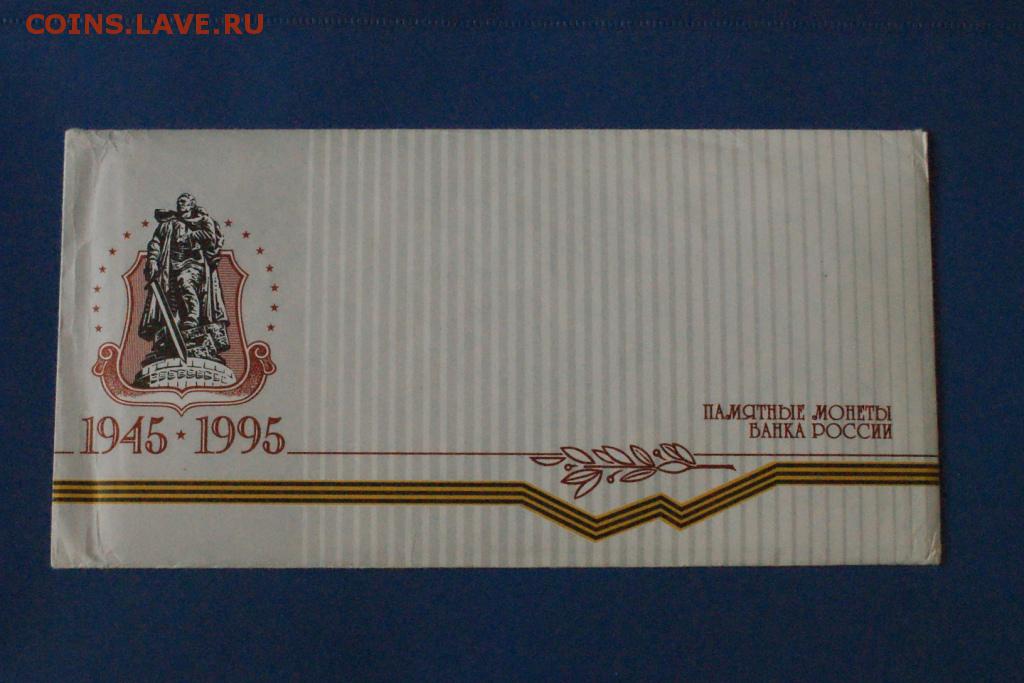 COINS.LAVE.RU
1945 ★ 1995
ПАМЯТНЫЕ МОНЕТЫ
БАНКА РОССИИ